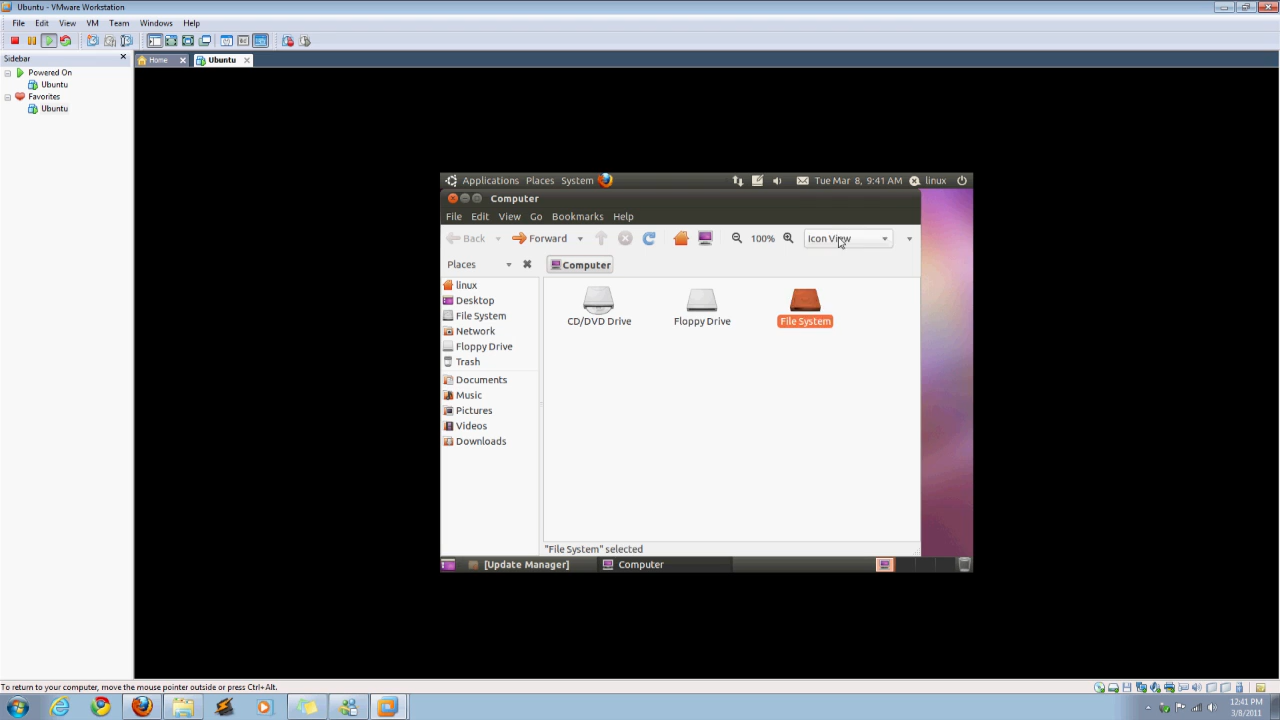 Ubuntu - VMware Workstation
File Edit View VM Team Windows Help
Sidebar
Home
Ubuntu
Powered On
Ubuntu
Favorites
Ubuntu
Applications Places System
Tue Mar 8, 9:41 AM linux
Computer
File Edit View Go Bookmarks Help
Back Forward 100% Icon View
Places
Computer
linux
Desktop
File System
Network
Floppy Drive
Trash
Documents
Music
Pictures
Videos
Downloads
CD/DVD Drive
Floppy Drive
File System
"File System" selected
[Update Manager] Computer
To return to your computer, move the mouse pointer outside or press Ctrl+Alt.
12:41 PM
3/8/2011